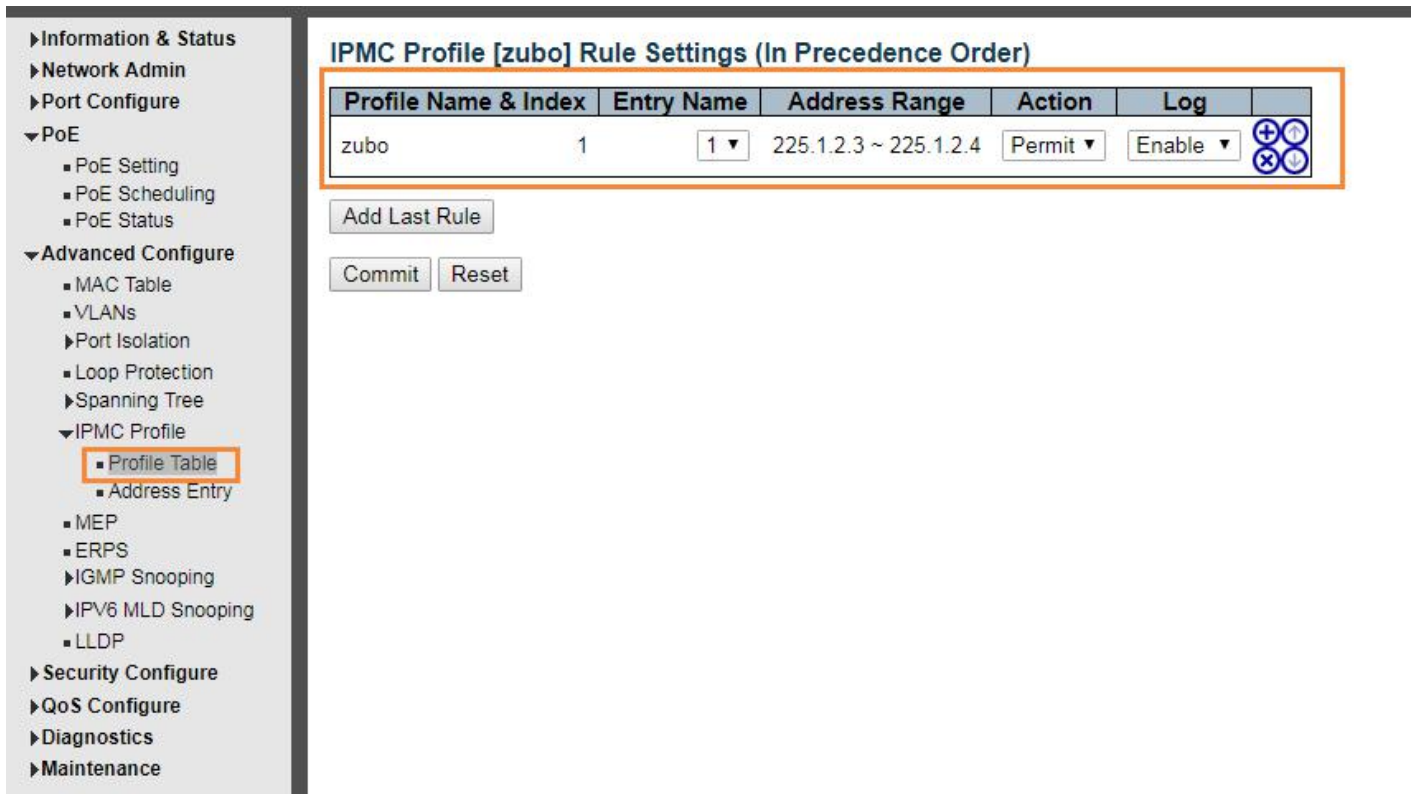 Information & Status
Network Admin
Port Configure
PoE
PoE Setting
PoE Scheduling
PoE Status
Advanced Configure
MAC Table
VLANs
Port Isolation
Loop Protection
Spanning Tree
IPMC Profile
Profile Table
Address Entry
MEP
ERPS
IGMP Snooping
IPV6 MLD Snooping
LLDP
Security Configure
QoS Configure
Diagnostics
Maintenance
IPMC Profile [zubo] Rule Settings (In Precedence Order)
Profile Name & Index Entry Name Address Range Action Log
zubo 1 1 225.1.2.3 ~ 225.1.2.4 Permit Enable
Add Last Rule
Commit Reset